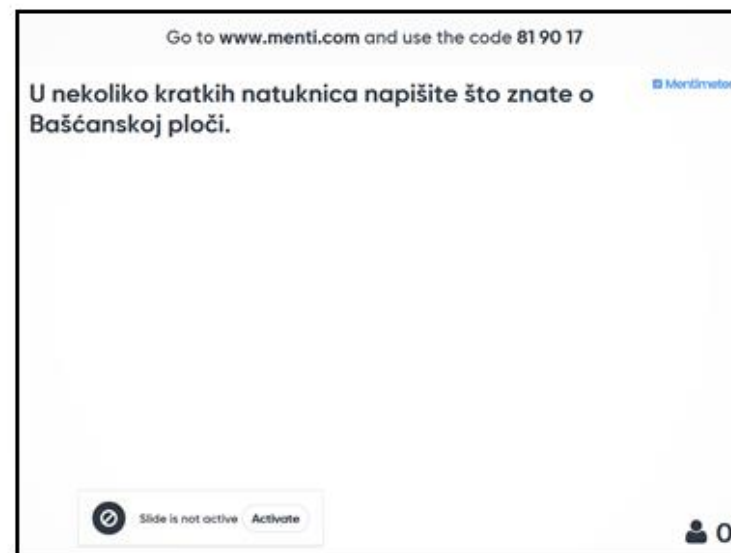 Go to www.menti.com and use the code 81 90 17
U nekoliko kratkih natuknica napišite što znate o
Bašćanskoj ploči.
Mentimeter
Slide is not active Activate
0